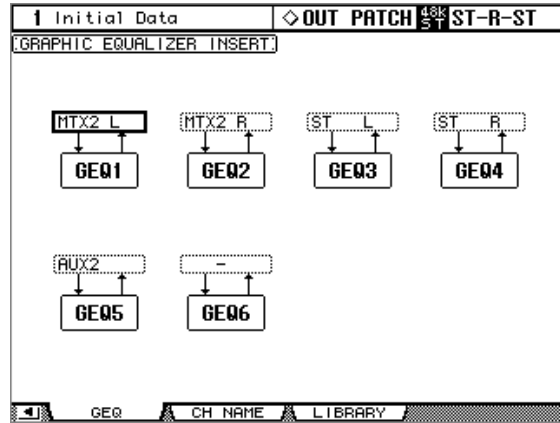 1 Initial Data ◇OUT PATCH 48K ST ST-R-ST
GRAPHIC EQUALIZER INSERT
MTX2 L MTX2 R ST L ST R
GEQ1 GEQ2 GEQ3 GEQ4
AUX2 -
GEQ5 GEQ6
GEQ CH NAME LIBRARY